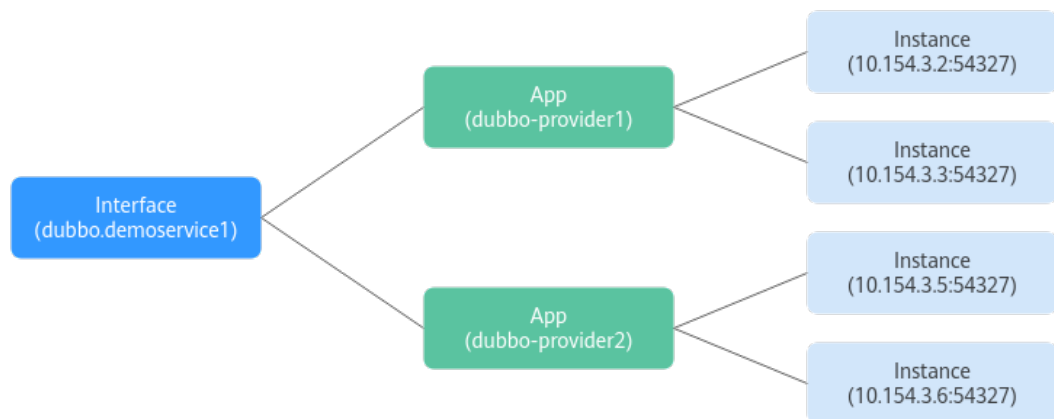 Interface
(dubbo.demoservice1)
App
(dubbo-provider1)
App
(dubbo-provider2)
Instance
(10.154.3.2:54327)
Instance
(10.154.3.3:54327)
Instance
(10.154.3.5:54327)
Instance
(10.154.3.6:54327)